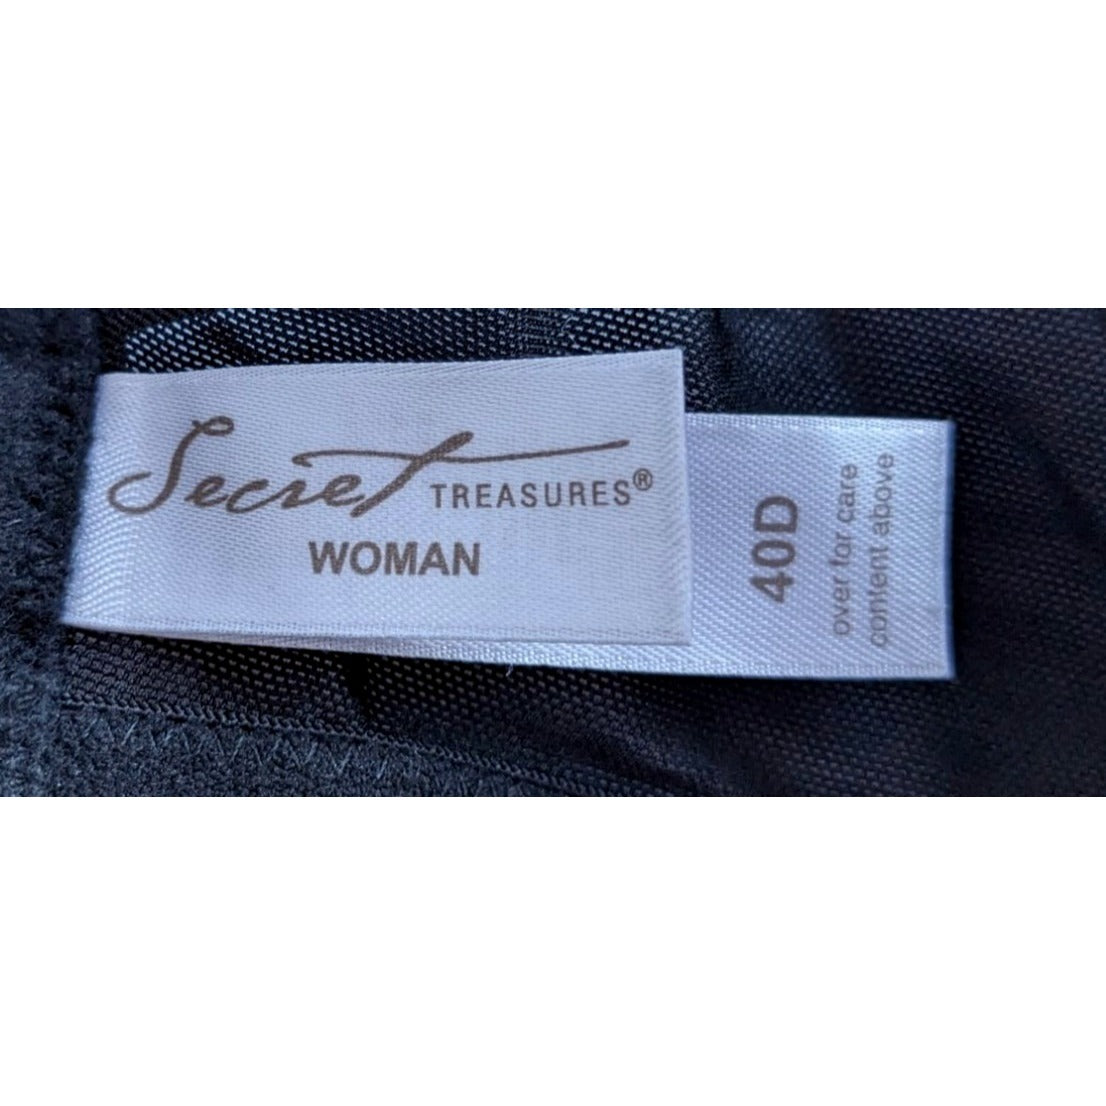 Secret TREASURES®
WOMAN
40D
over for care
content above